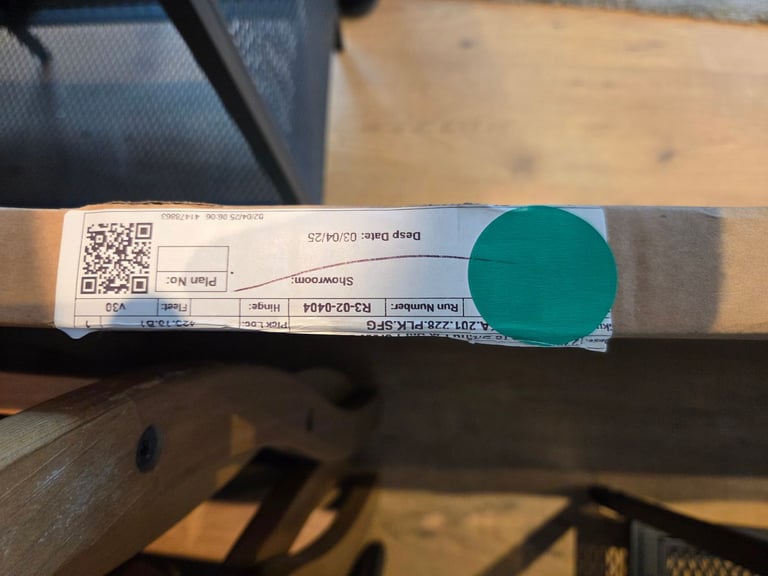 A.201.228.PLK.SFG Pick Loc:
Run Number: R3-02-0404 Hinge: Fleet: V30
Showroom: Plan No:
Desp Date: 03/04/25
02/04/25 06:06 41478863